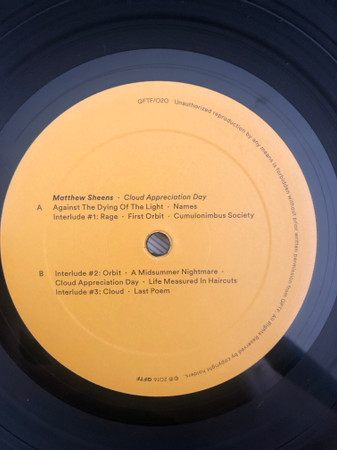 QFTF/020 Unauthorized reproduction by any means is forbidden without prior written permission from QFTF. All Rights Reserved by copyright holders.
Matthew Sheens · Cloud Appreciation Day
A Against The Dying Of The Light · Names
Interlude #1: Rage · First Orbit · Cumulonimbus Society
B Interlude #2: Orbit · A Midsummer Nightmare ·
Cloud Appreciation Day · Life Measured In Haircuts
Interlude #3: Cloud · Last Poem
QFTF